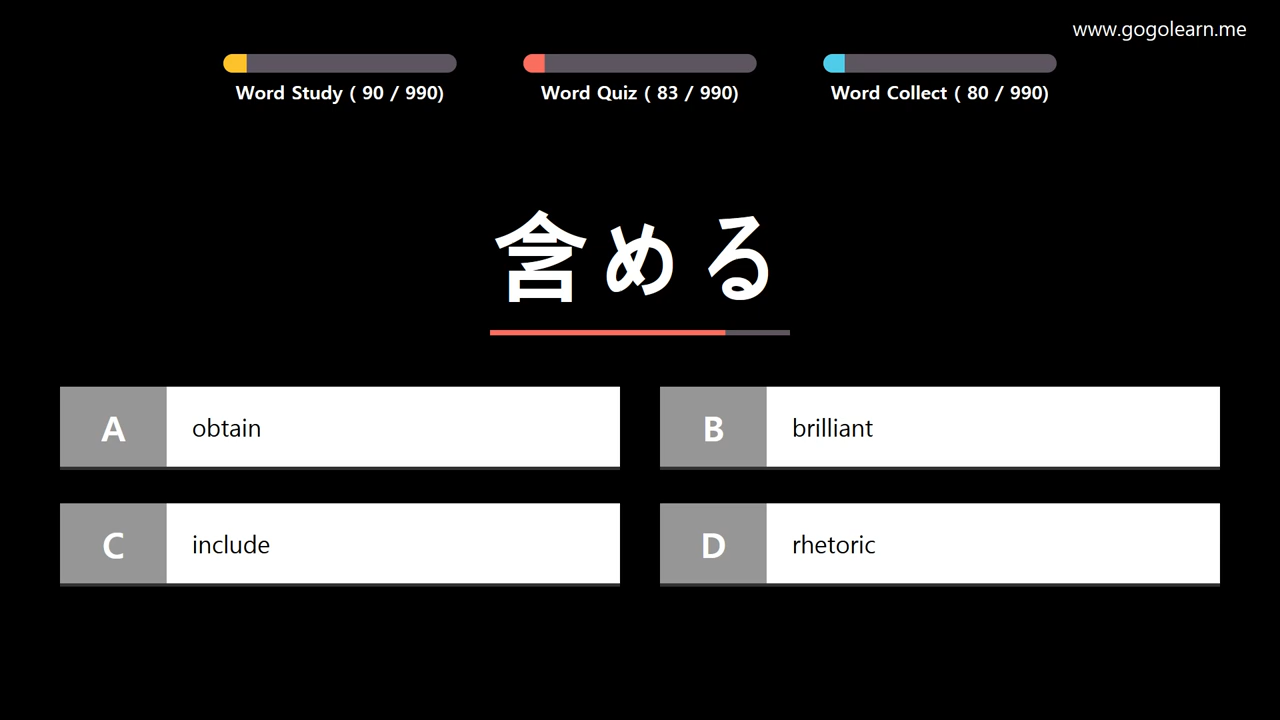 www.gogolearn.me
Word Study ( 90 / 990)
Word Quiz ( 83 / 990)
Word Collect ( 80 / 990)
含める
A obtain
B brilliant
C include
D rhetoric